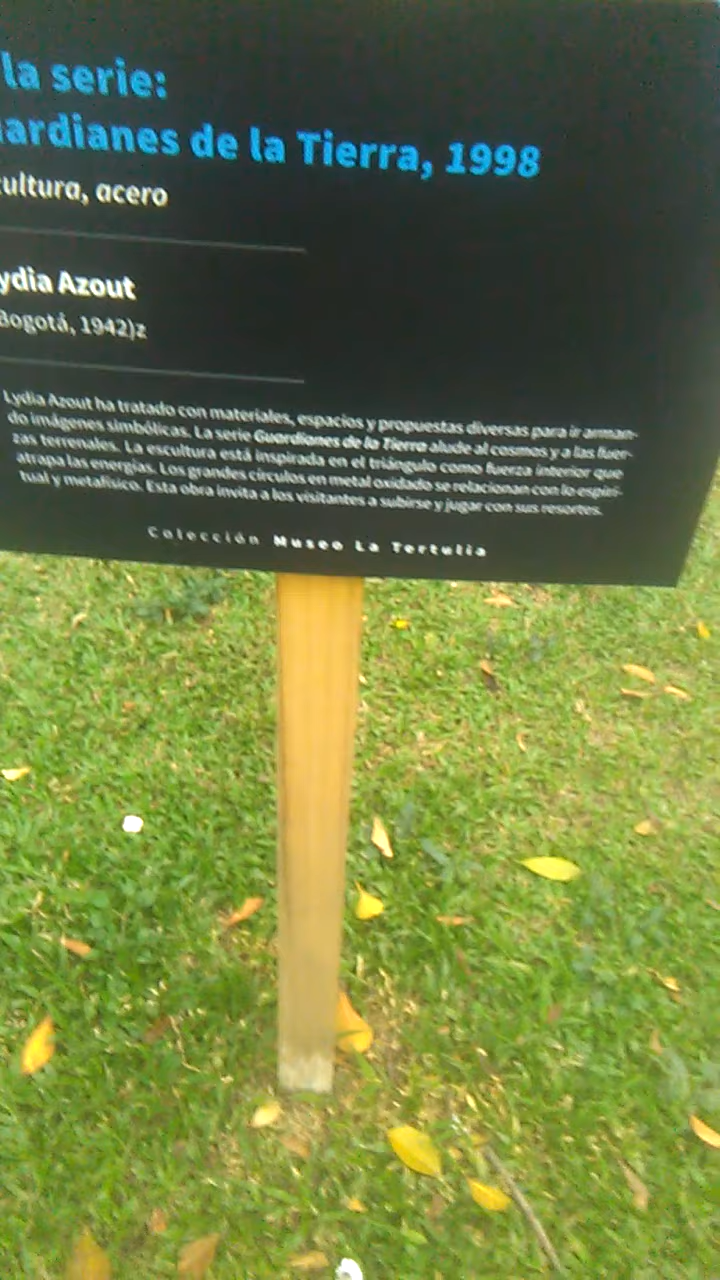 la serie:
uardianes de la Tierra, 1998
cultura, acero
ydia Azout
Bogotá, 1942)z
Lydia Azout ha tratado con materiales, espacios y propuestas diversas para ir arman-
do imágenes simbólicas. La serie Guardianes de la Tierra alude al cosmos y a las fuer-
zas terrenales. La escultura está inspirada en el triángulo como fuerza interior que
atrapa las energías. Los grandes círculos en metal oxidado se relacionan con lo espiri-
tual y metafísico. Esta obra invita a los visitantes a subirse y jugar con sus resortes.
Colección Museo La Tertulia